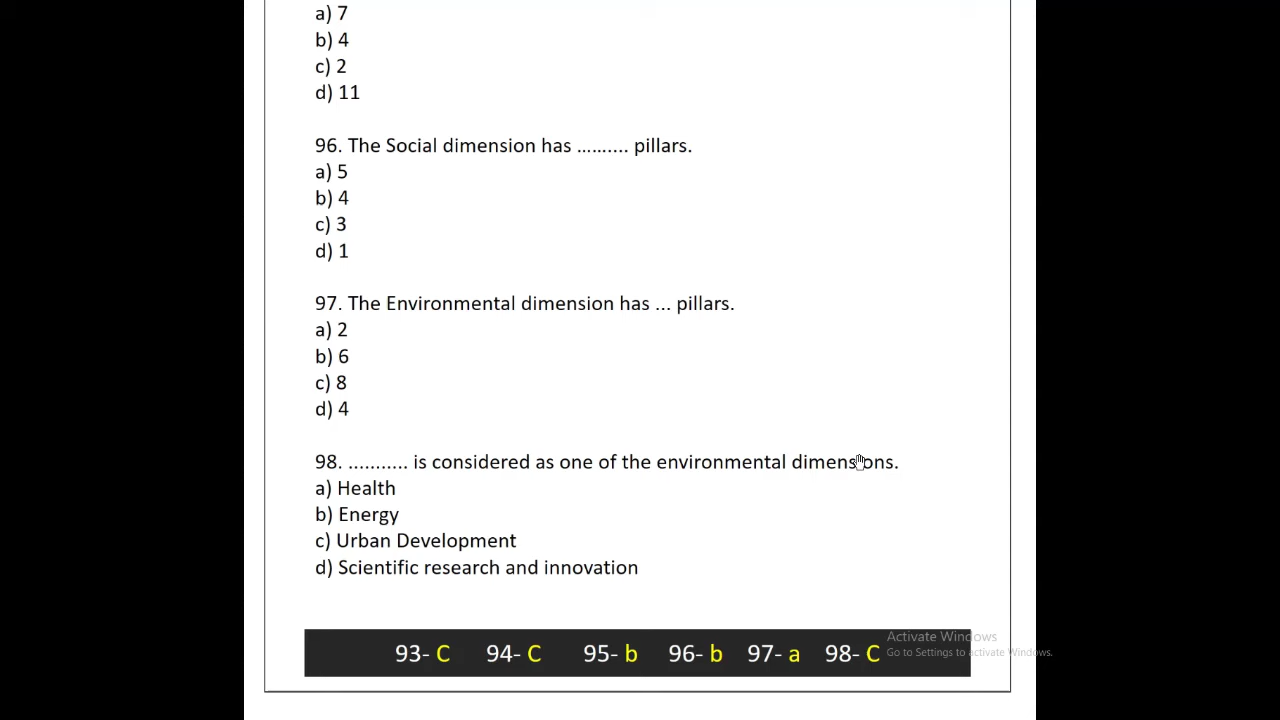 a) 7
b) 4
c) 2
d) 11
96. The Social dimension has .......... pillars.
a) 5
b) 4
c) 3
d) 1
97. The Environmental dimension has ... pillars.
a) 2
b) 6
c) 8
d) 4
98. ........... is considered as one of the environmental dimensions.
a) Health
b) Energy
c) Urban Development
d) Scientific research and innovation
93- C 94- C 95- b 96- b 97- a 98- C
Activate Windows
Go to Settings to activate Windows.